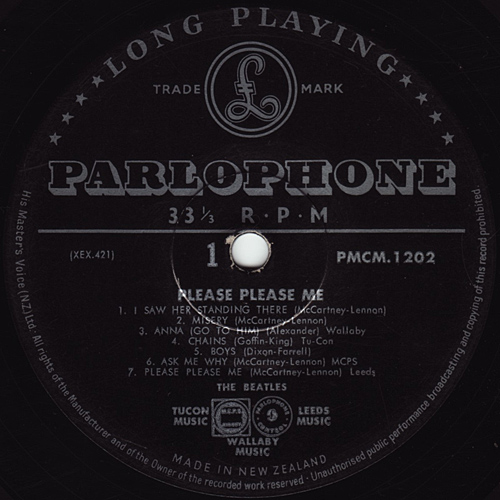 LONG PLAYING
TRADE MARK
£
PARLOPHONE
33 1/3 R·P·M
(XEX.421) 1 PMCM.1202
PLEASE PLEASE ME
1. I SAW HER STANDING THERE (McCartney-Lennon)
2. MISERY (McCartney-Lennon)
3. ANNA (GO TO HIM) (Alexander) Wallaby
4. CHAINS (Goffin-King) Tu-Con
5. BOYS (Dixon-Farrell)
6. ASK ME WHY (McCartney-Lennon) MCPS
7. PLEASE PLEASE ME (McCartney-Lennon) Leeds
THE BEATLES
TUCON MUSIC
M.C.P.S.
PARLOPHONE
LEEDS MUSIC
WALLABY MUSIC
MADE IN NEW ZEALAND
His Master's Voice (NZ) Ltd. All rights of the Manufacturer and of the Owner of the recorded work reserved - Unauthorised public performance broadcasting and copying of this record prohibited